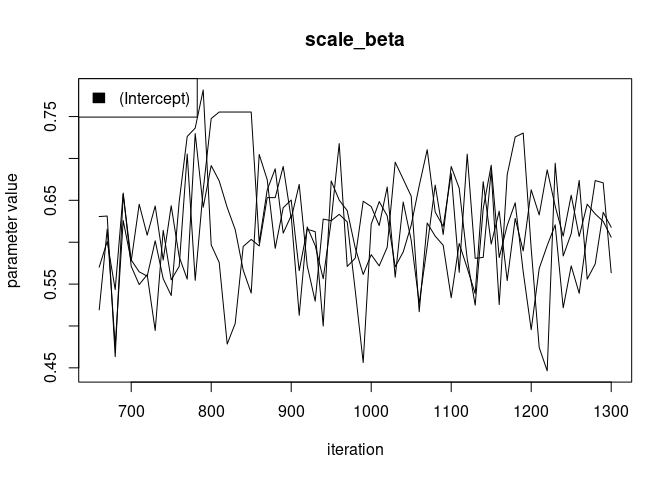 scale_beta
(Intercept)
parameter value
0.75
0.65
0.55
0.45
700 800 900 1000 1100 1200 1300
iteration